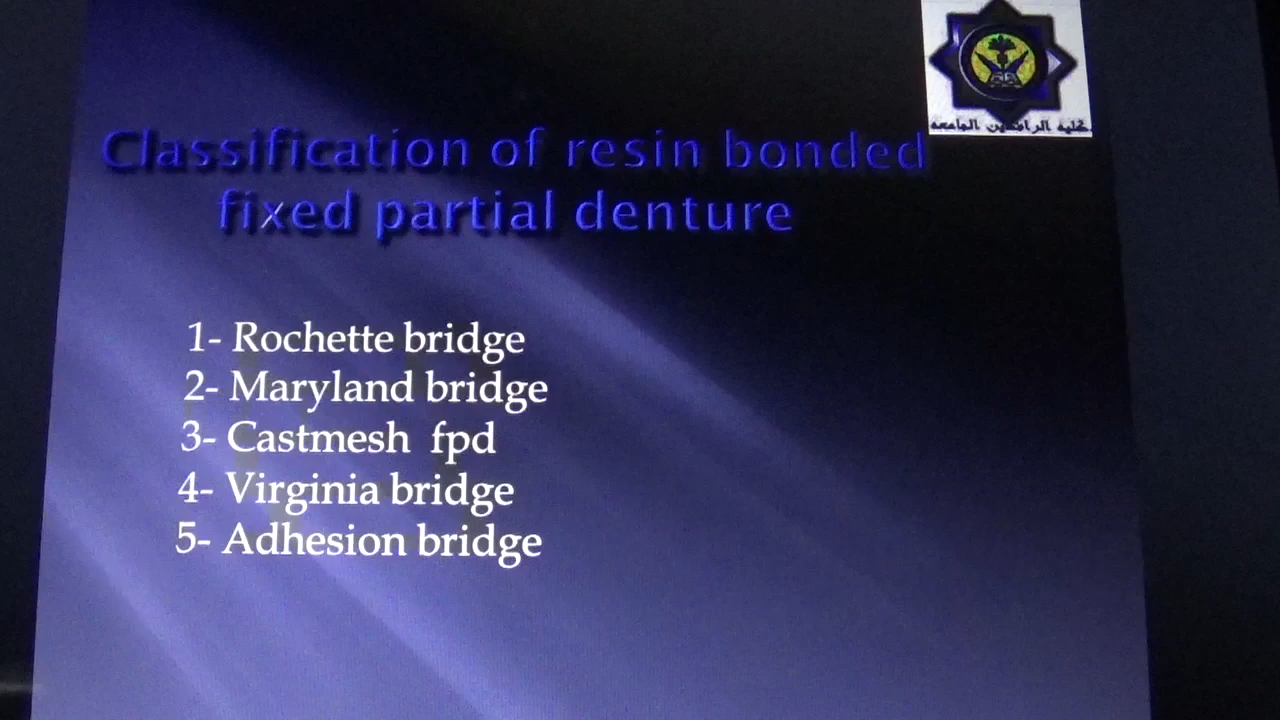 كلية الرافدين الجامعة
Classification of resin bonded
fixed partial denture
1- Rochette bridge
2- Maryland bridge
3- Castmesh fpd
4- Virginia bridge
5- Adhesion bridge